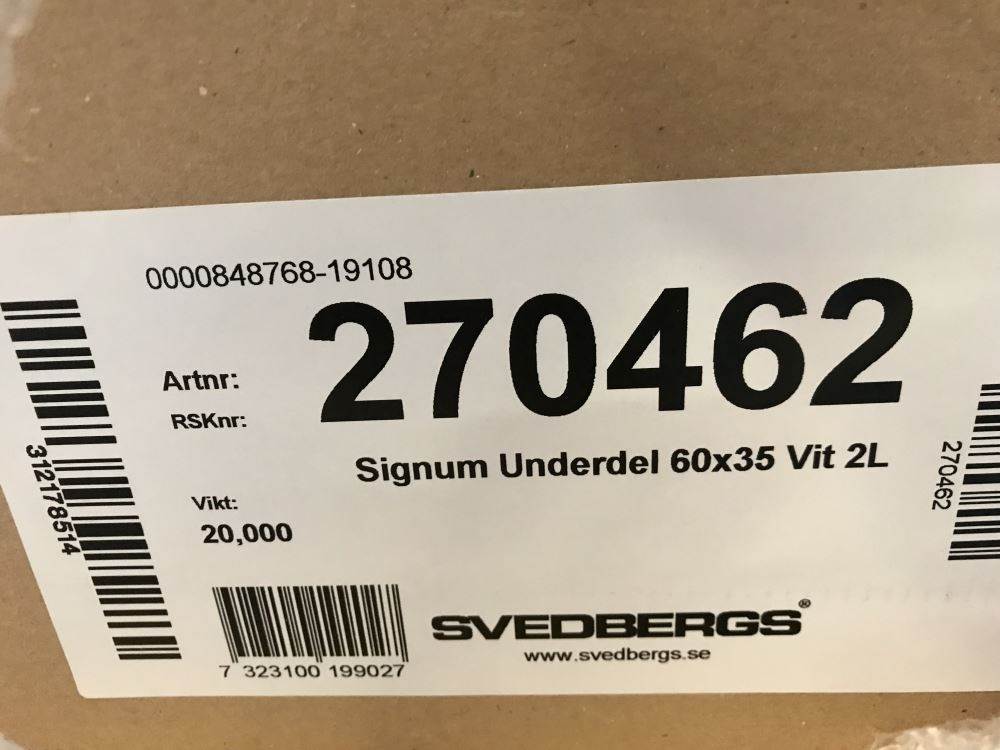 0000848768-19108
Artnr: 270462
RSKnr:
Signum Underdel 60x35 Vit 2L
Vikt:
20,000
312178514
270462
7 323100 199027
SVEDBERGS®
www.svedbergs.se